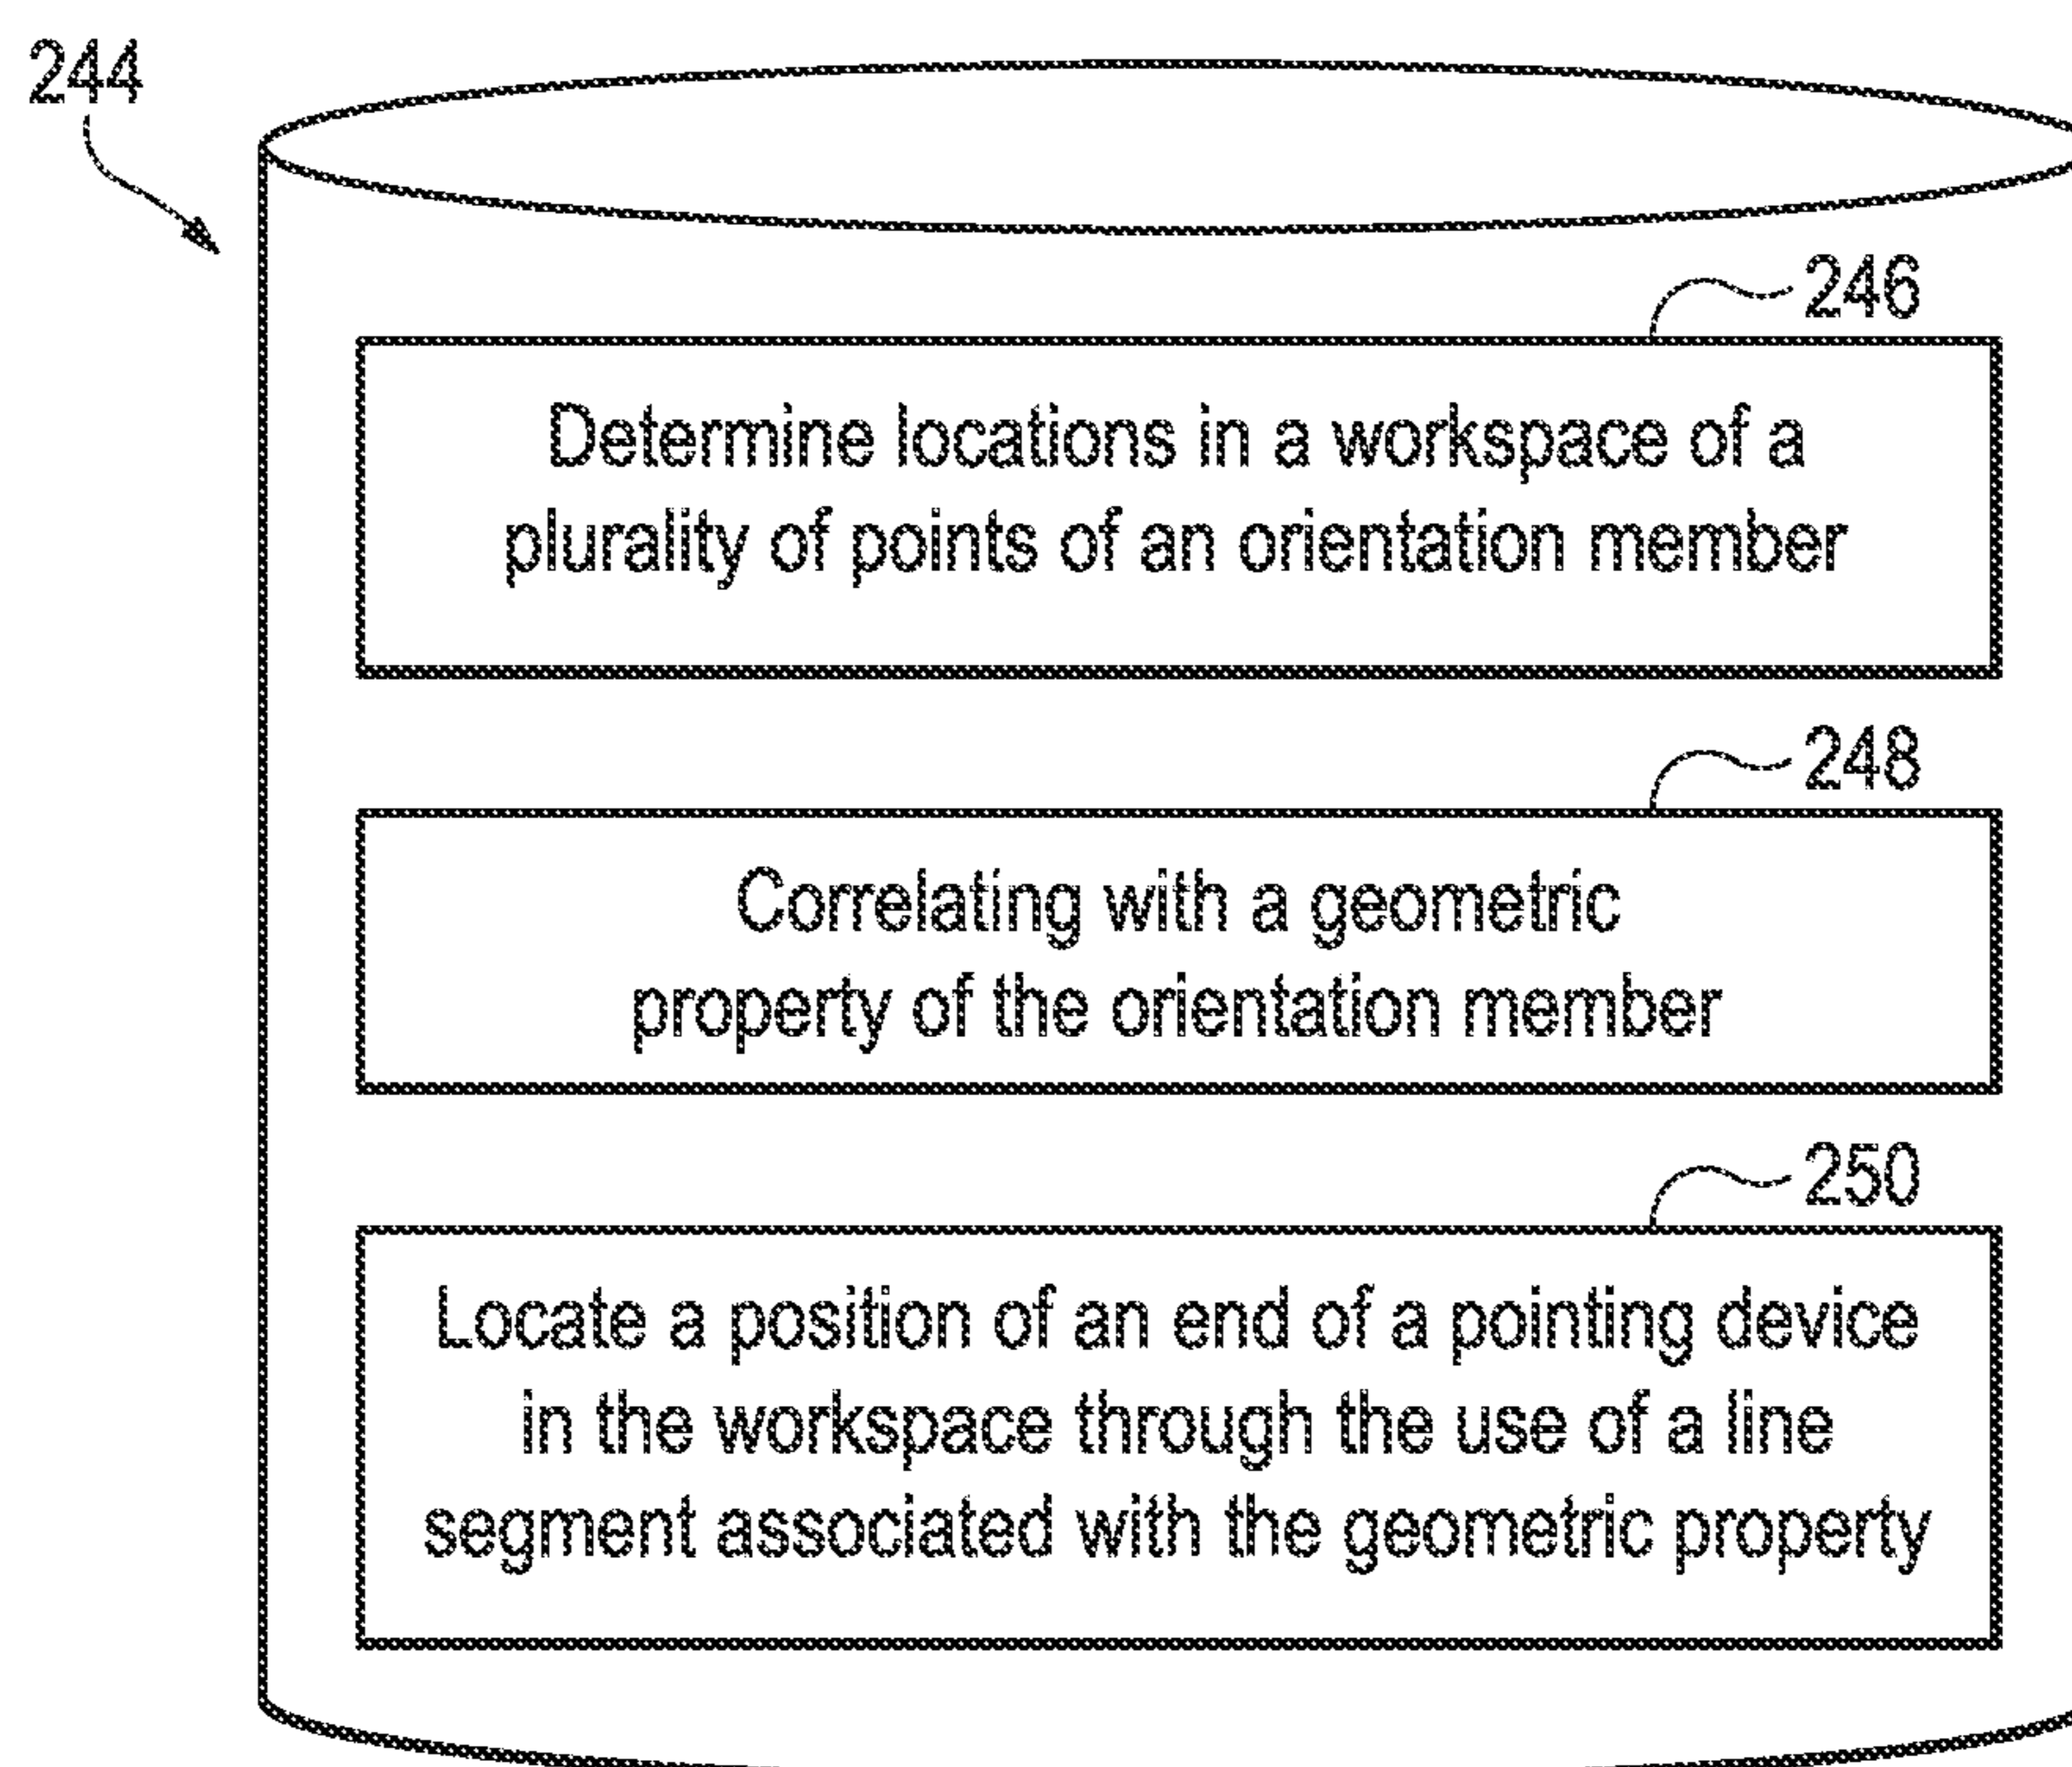 244
246
Determine locations in a workspace of a
plurality of points of an orientation member
248
Correlating with a geometric
property of the orientation member
250
Locate a position of an end of a pointing device
in the workspace through the use of a line
segment associated with the geometric property